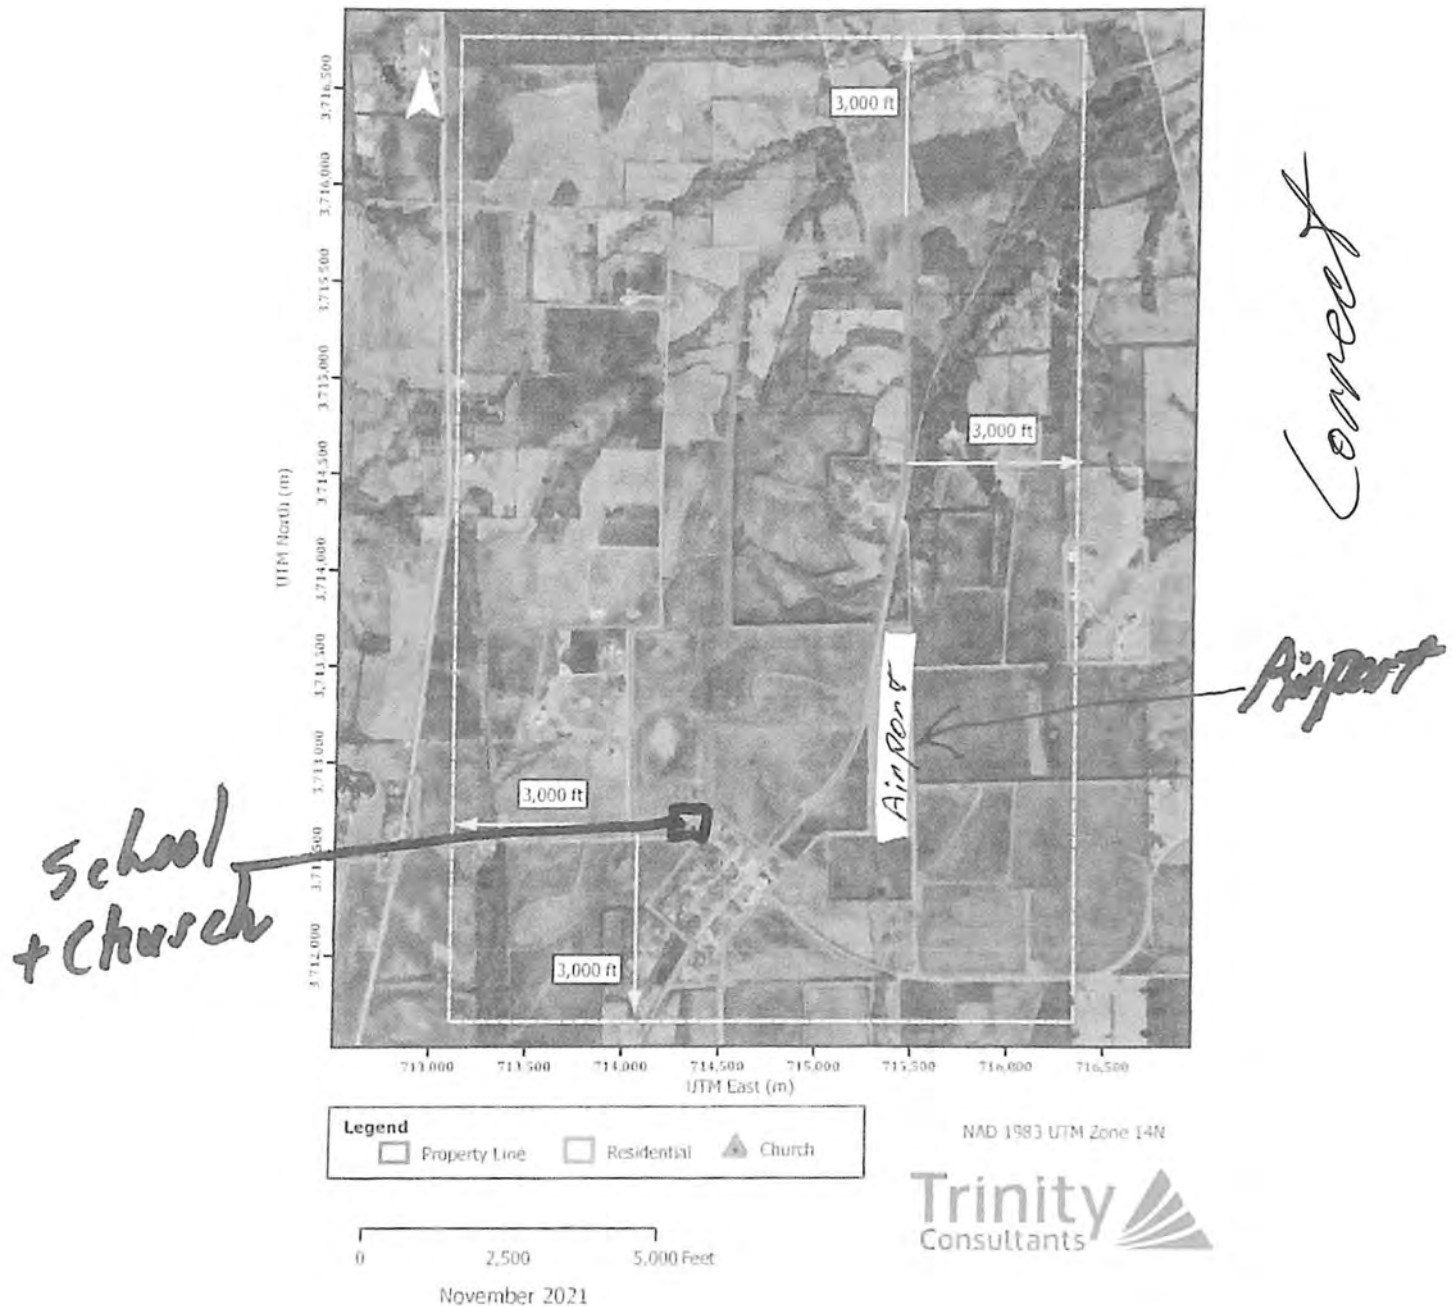 N
3,716,500
3,716,000
3,715,500
3,715,000
3,714,500
3,714,000
3,713,500
3,713,000
3,712,500
3,712,000
UTM North (m)
3,000 ft
3,000 ft
3,000 ft
3,000 ft
Correct
Airport
Airport
School
+ Church
713,000 713,500 714,000 714,500 715,000 715,500 716,000 716,500
UTM East (m)
Legend
Property Line Residential Church
NAD 1983 UTM Zone 14N
Trinity
Consultants
0 2,500 5,000 Feet
November 2021